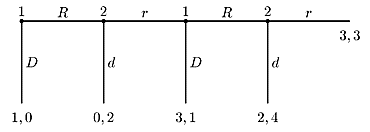 1 R 2 r 1 R 2 r
3, 3
D d D d
1, 0 0, 2 3, 1 2, 4